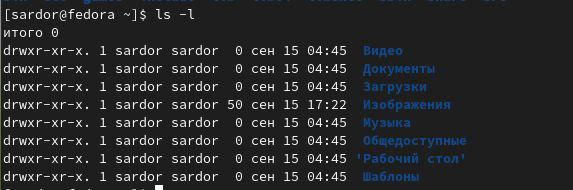 [sardor@fedora ~]$ ls -l
итого 0
drwxr-xr-x. 1 sardor sardor  0 сен 15 04:45  Видео
drwxr-xr-x. 1 sardor sardor  0 сен 15 04:45  Документы
drwxr-xr-x. 1 sardor sardor  0 сен 15 04:45  Загрузки
drwxr-xr-x. 1 sardor sardor 50 сен 15 17:22  Изображения
drwxr-xr-x. 1 sardor sardor  0 сен 15 04:45  Музыка
drwxr-xr-x. 1 sardor sardor  0 сен 15 04:45  Общедоступные
drwxr-xr-x. 1 sardor sardor  0 сен 15 04:45 'Рабочий стол'
drwxr-xr-x. 1 sardor sardor  0 сен 15 04:45  Шаблоны